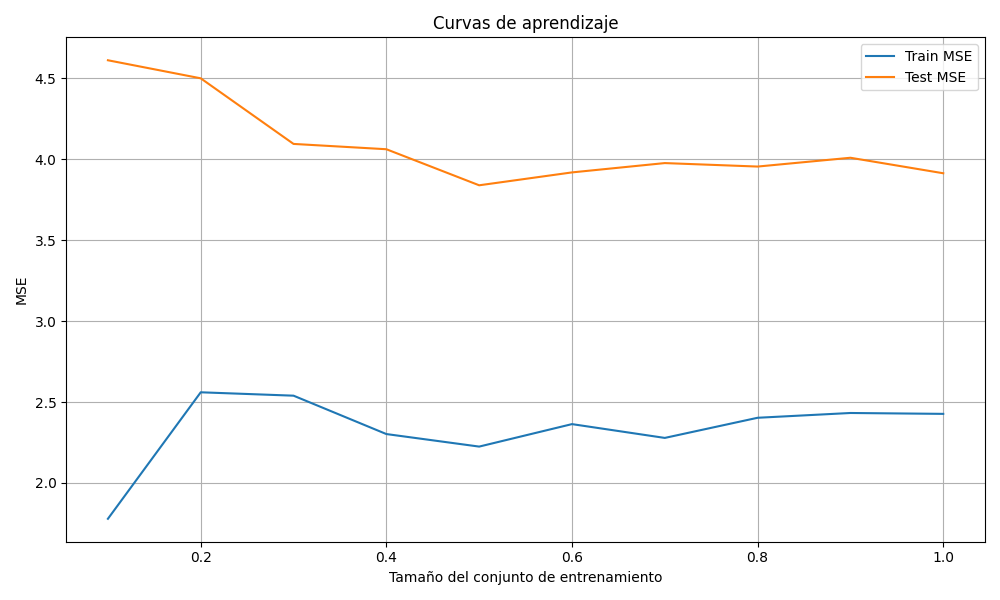 Curvas de aprendizaje
Train MSE
Test MSE
4.5
4.0
3.5
3.0
2.5
2.0
MSE
0.2 0.4 0.6 0.8 1.0
Tamaño del conjunto de entrenamiento